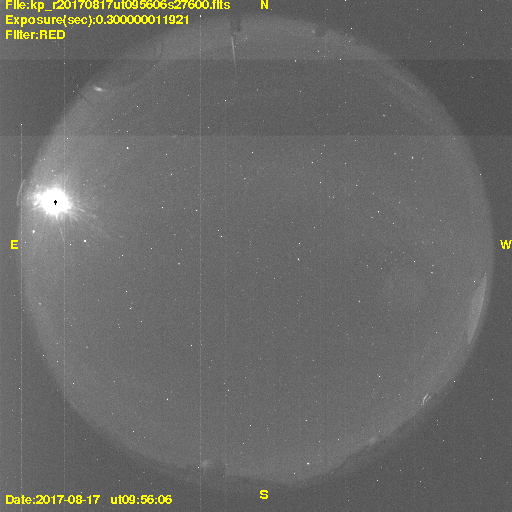 File:kp_r20170817ut095606s27600.fits
N
Exposure(sec):0.300000011921
Filter:RED
E
W
S
Date:2017-08-17 ut09:56:06